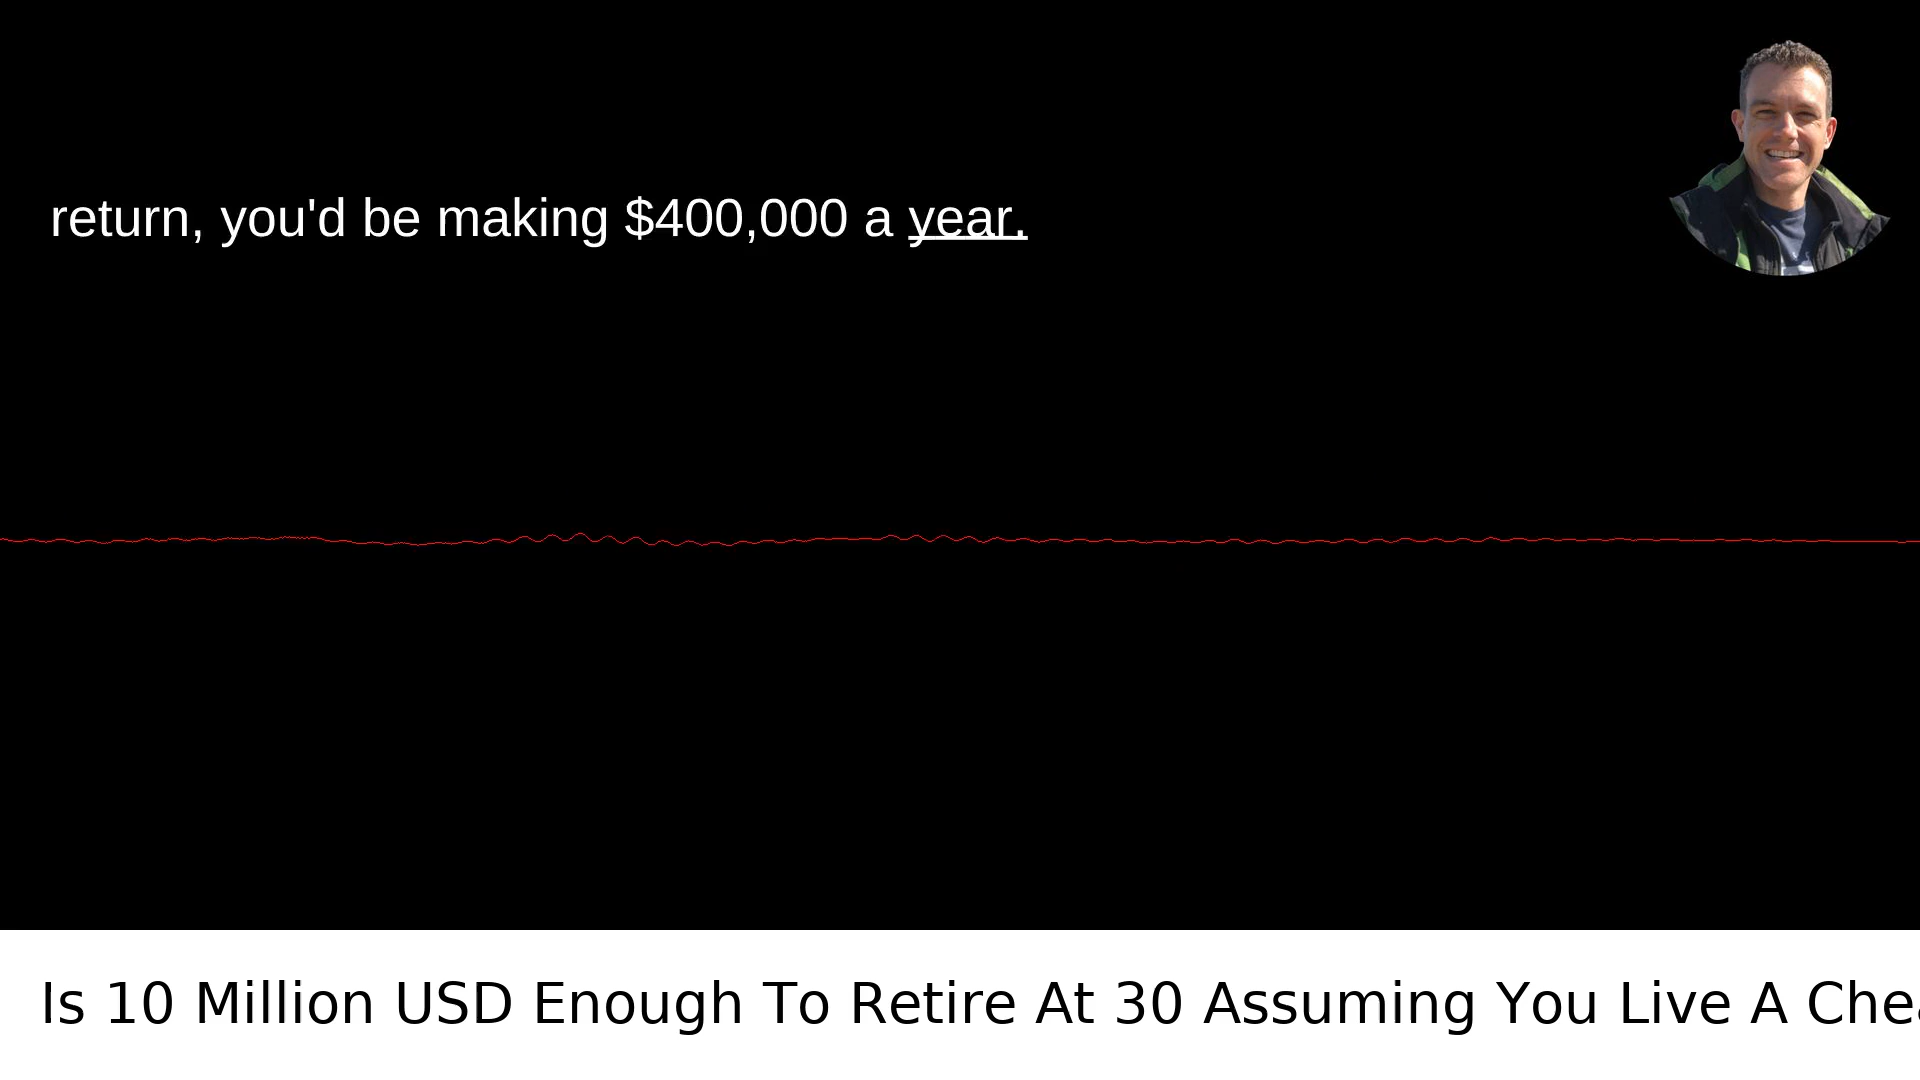 return, you'd be making $400,000 a year.
Is 10 Million USD Enough To Retire At 30 Assuming You Live A